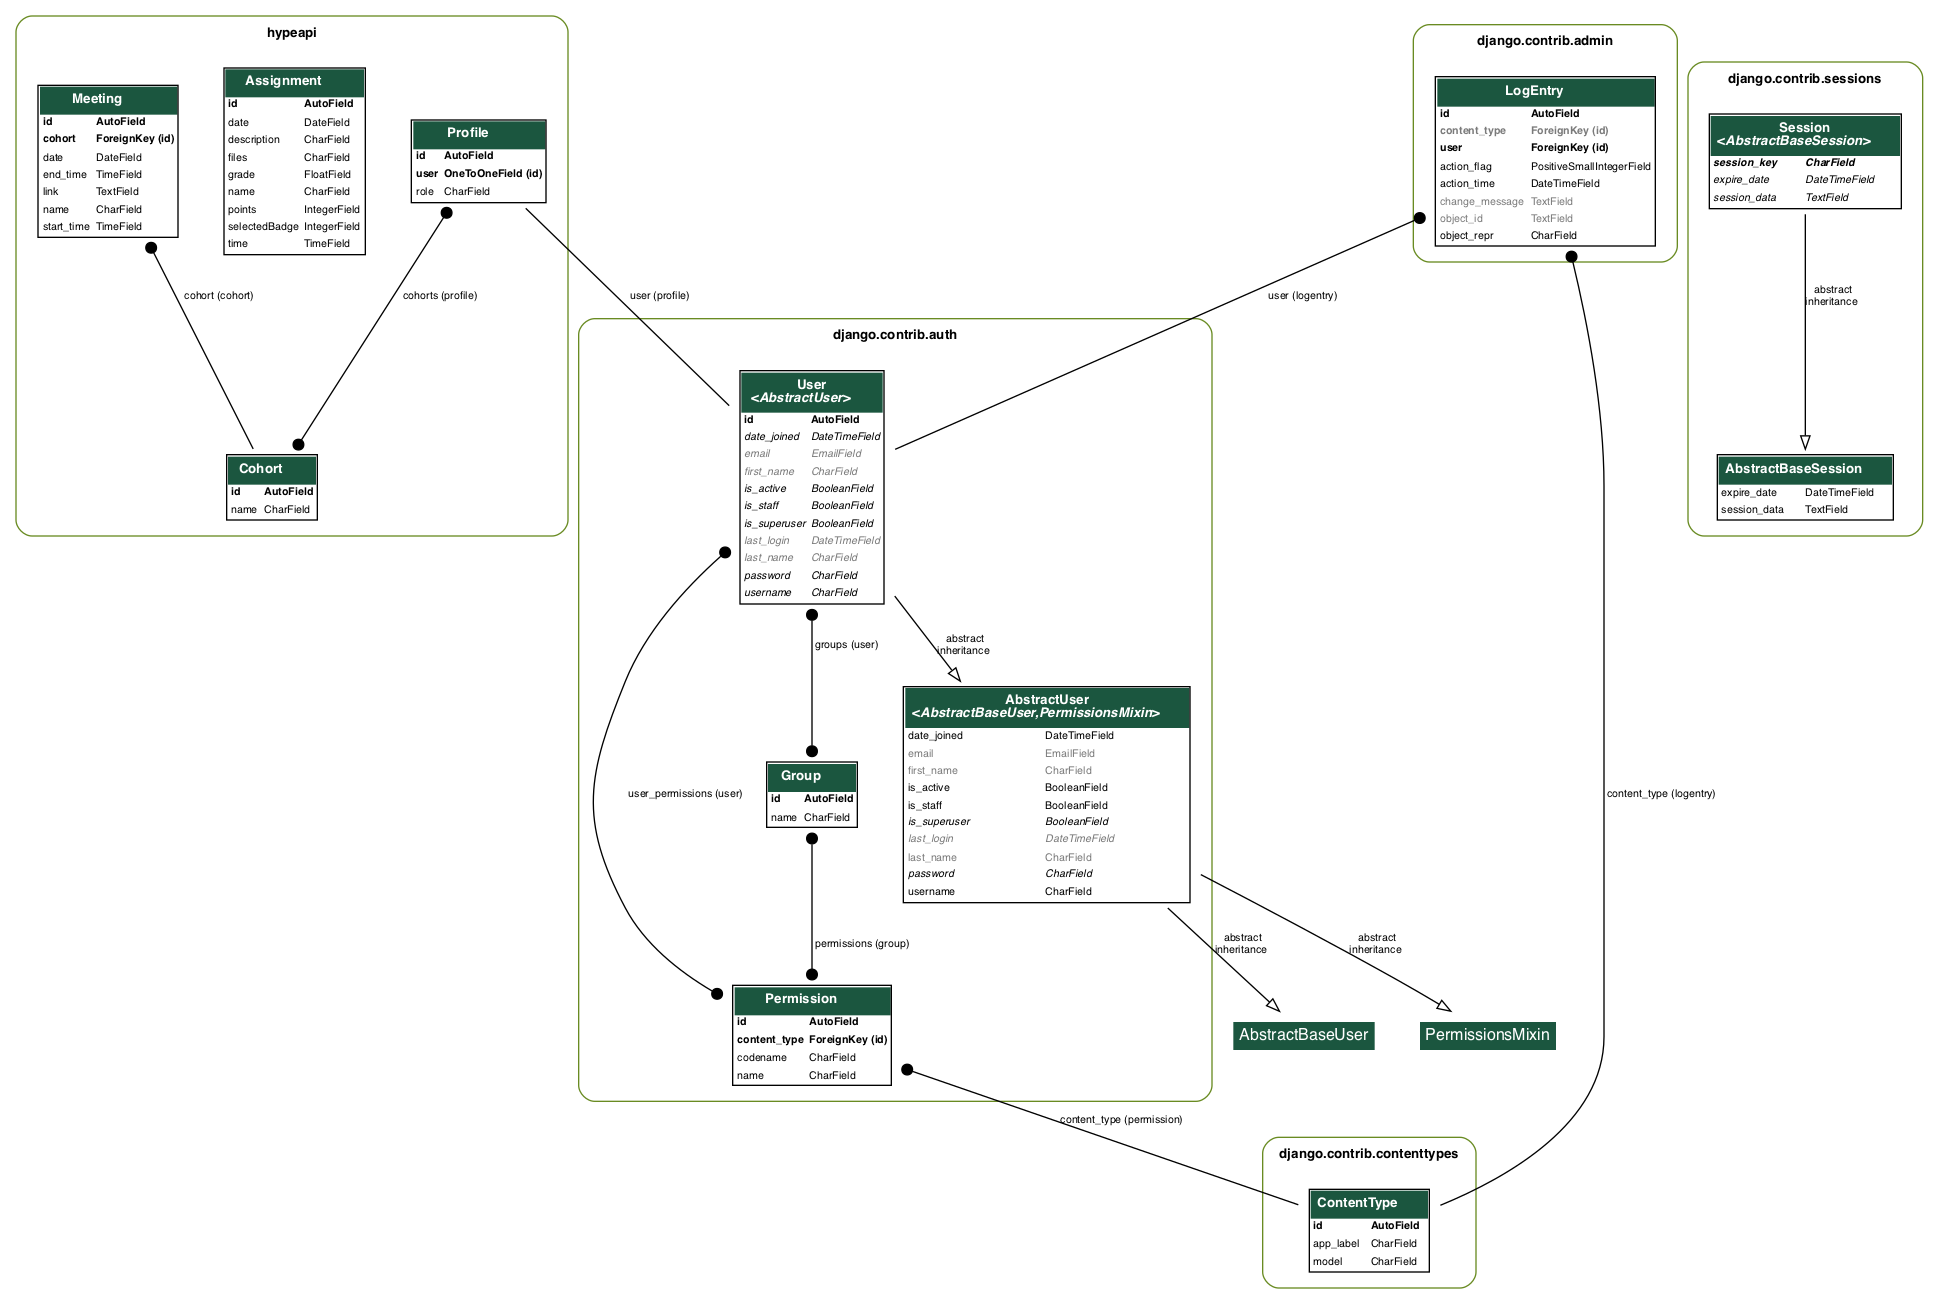 hypeapi
Meeting
id AutoField
cohort ForeignKey (id)
date DateField
end_time TimeField
link TextField
name CharField
start_time TimeField
Assignment
id AutoField
date DateField
description CharField
files CharField
grade FloatField
name CharField
points IntegerField
selectedBadge IntegerField
time TimeField
Profile
id AutoField
user OneToOneField (id)
role CharField
cohort (cohort)
cohorts (profile)
Cohort
id AutoField
name CharField
user (profile)
django.contrib.admin
LogEntry
id AutoField
content_type ForeignKey (id)
user ForeignKey (id)
action_flag PositiveSmallIntegerField
action_time DateTimeField
change_message TextField
object_id TextField
object_repr CharField
user (logentry)
django.contrib.sessions
Session
<AbstractBaseSession>
session_key CharField
expire_date DateTimeField
session_data TextField
abstract
inheritance
AbstractBaseSession
expire_date DateTimeField
session_data TextField
django.contrib.auth
User
<AbstractUser>
id AutoField
date_joined DateTimeField
email EmailField
first_name CharField
is_active BooleanField
is_staff BooleanField
is_superuser BooleanField
last_login DateTimeField
last_name CharField
password CharField
username CharField
groups (user)
abstract
inheritance
AbstractUser
<AbstractBaseUser,PermissionsMixin>
date_joined DateTimeField
email EmailField
first_name CharField
is_active BooleanField
is_staff BooleanField
is_superuser BooleanField
last_login DateTimeField
last_name CharField
password CharField
username CharField
user_permissions (user)
Group
id AutoField
name CharField
content_type (logentry)
permissions (group)
abstract
inheritance
abstract
inheritance
Permission
id AutoField
content_type ForeignKey (id)
codename CharField
name CharField
AbstractBaseUser
PermissionsMixin
content_type (permission)
django.contrib.contenttypes
ContentType
id AutoField
app_label CharField
model CharField